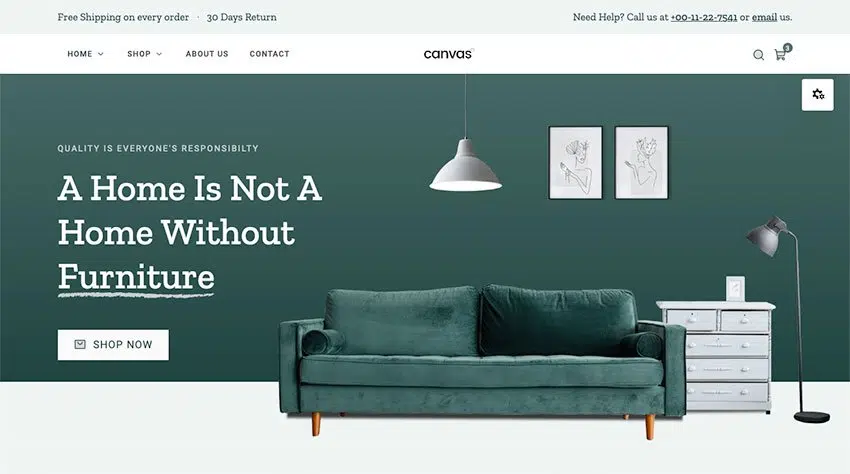 Free Shipping on every order · 30 Days Return
Need Help? Call us at +00-11-22-7541 or email us.
HOME SHOP ABOUT US CONTACT
canvas
3
QUALITY IS EVERYONE'S RESPONSIBILTY
A Home Is Not A
Home Without
Furniture
SHOP NOW